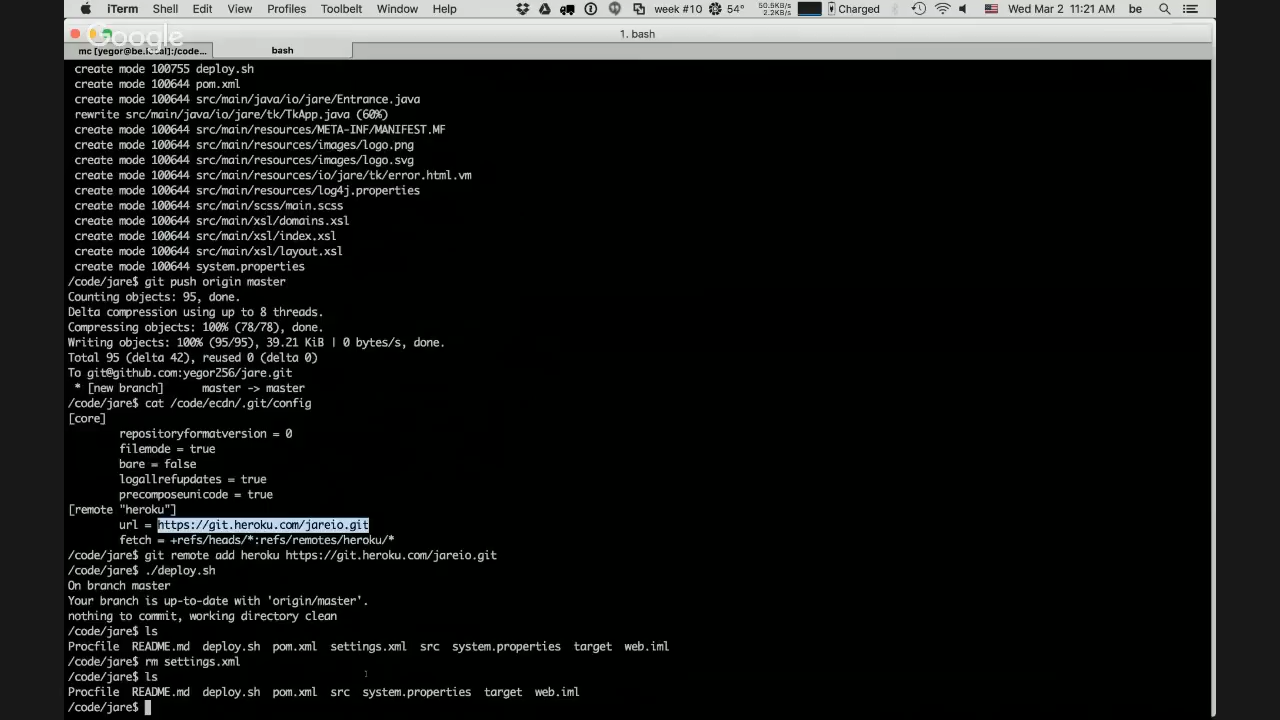 iTerm Shell Edit View Profiles Toolbelt Window Help week #10 54° 50.6KB/s 2.2KB/s Charged Wed Mar 2 11:21 AM be
1. bash
Google
mc [yegor@be.local]:/code... bash
create mode 100755 deploy.sh
create mode 100644 pom.xml
create mode 100644 src/main/java/io/jare/Entrance.java
rewrite src/main/java/io/jare/tk/TkApp.java (60%)
create mode 100644 src/main/resources/META-INF/MANIFEST.MF
create mode 100644 src/main/resources/images/logo.png
create mode 100644 src/main/resources/images/logo.svg
create mode 100644 src/main/resources/io/jare/tk/error.html.vm
create mode 100644 src/main/resources/log4j.properties
create mode 100644 src/main/scss/main.scss
create mode 100644 src/main/xsl/domains.xsl
create mode 100644 src/main/xsl/index.xsl
create mode 100644 src/main/xsl/layout.xsl
create mode 100644 system.properties
/code/jare$ git push origin master
Counting objects: 95, done.
Delta compression using up to 8 threads.
Compressing objects: 100% (78/78), done.
Writing objects: 100% (95/95), 39.21 KiB | 0 bytes/s, done.
Total 95 (delta 42), reused 0 (delta 0)
To git@github.com:yegor256/jare.git
* [new branch] master -> master
/code/jare$ cat /code/ecdn/.git/config
[core]
repositoryformatversion = 0
filemode = true
bare = false
logallrefupdates = true
precomposeunicode = true
[remote "heroku"]
url = https://git.heroku.com/jareio.git
fetch = +refs/heads/*:refs/remotes/heroku/*
/code/jare$ git remote add heroku https://git.heroku.com/jareio.git
/code/jare$ ./deploy.sh
On branch master
Your branch is up-to-date with 'origin/master'.
nothing to commit, working directory clean
/code/jare$ ls
Procfile README.md deploy.sh pom.xml settings.xml src system.properties target web.iml
/code/jare$ rm settings.xml
/code/jare$ ls
Procfile README.md deploy.sh pom.xml src system.properties target web.iml
/code/jare$